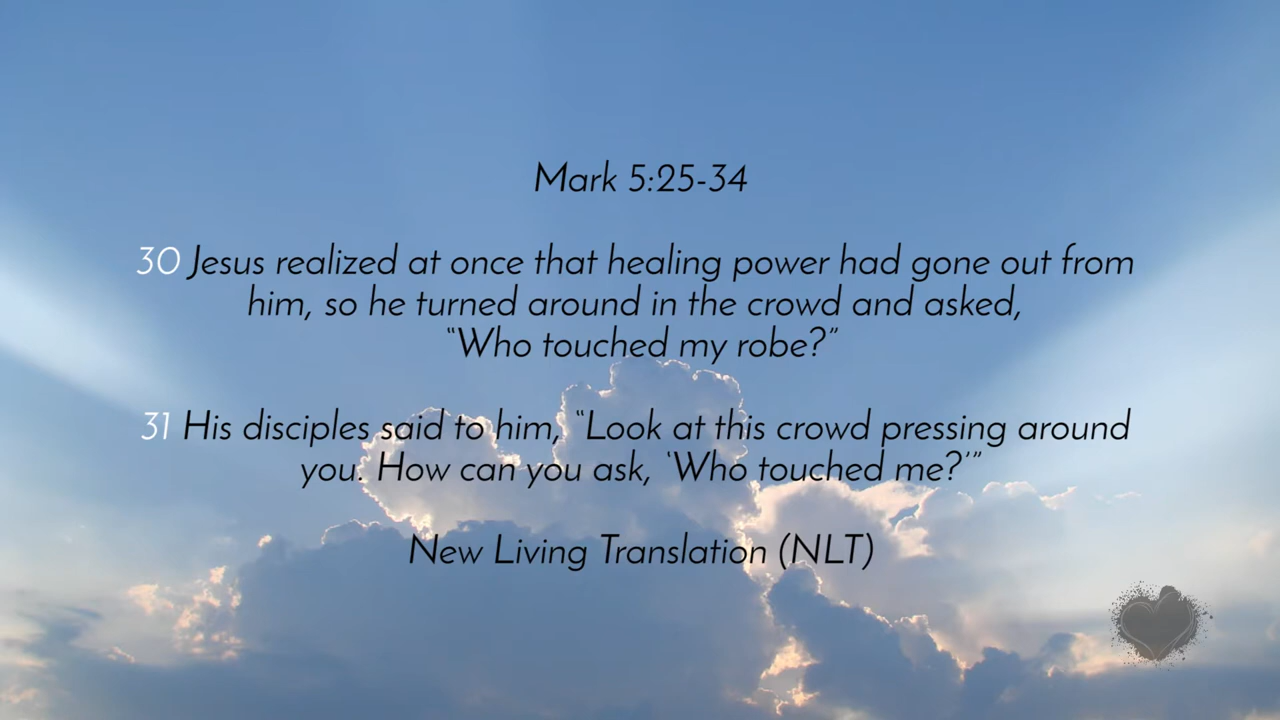 Mark 5:25-34
30 Jesus realized at once that healing power had gone out from
him, so he turned around in the crowd and asked,
“Who touched my robe?”
31 His disciples said to him, “Look at this crowd pressing around
you. How can you ask, ‘Who touched me?’”
New Living Translation (NLT)